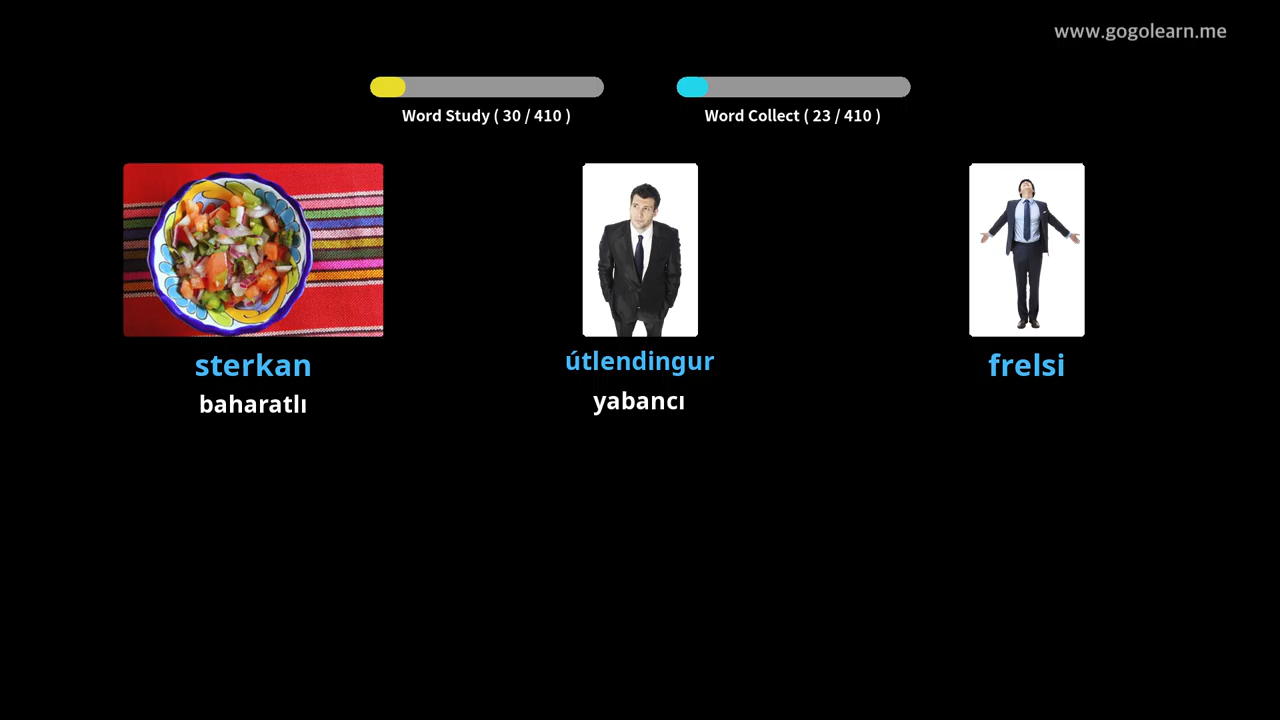 www.gogolearn.me
Word Study ( 30 / 410 )
Word Collect ( 23 / 410 )
sterkan
baharatlı
útlendingur
yabancı
frelsi